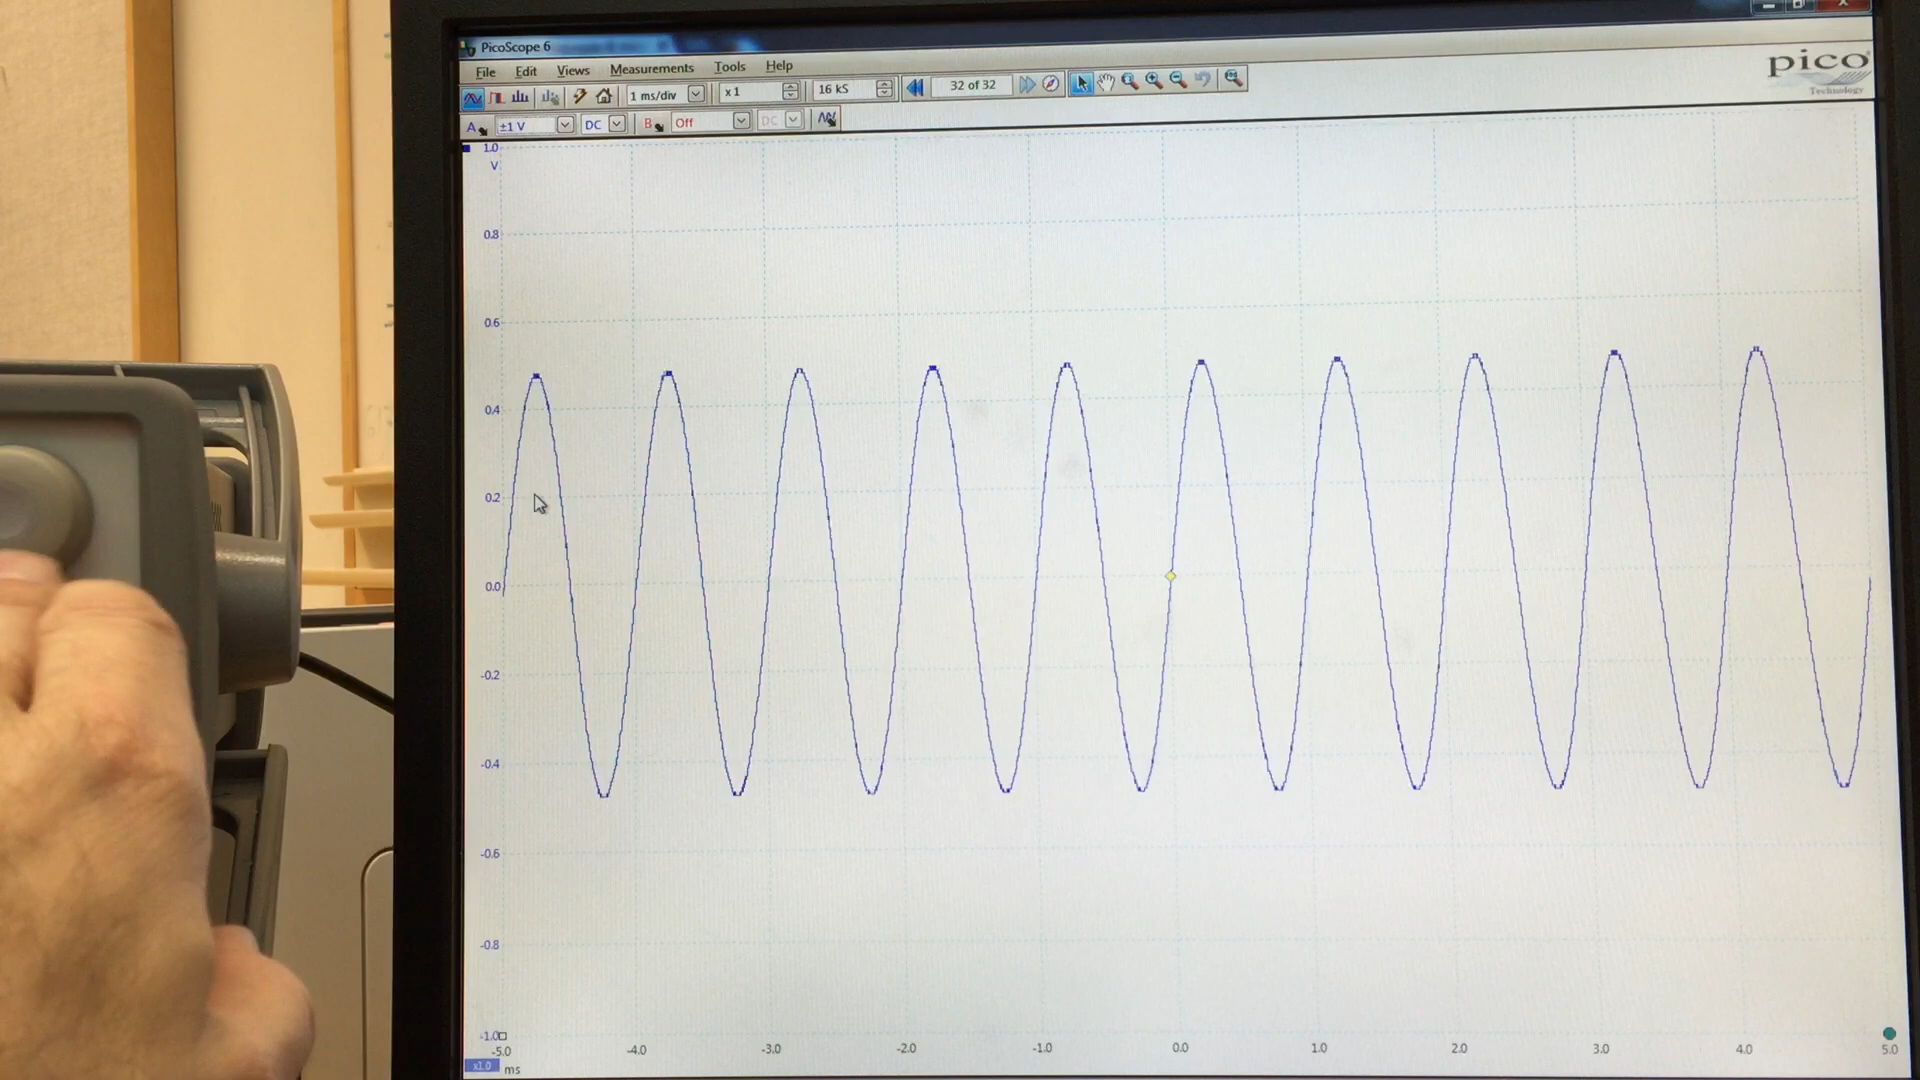 PicoScope 6
File Edit Views Measurements Tools Help
1 ms/div x 1 16 kS 32 of 32
pico
Technology
A ±1 V DC B Off DC
1.0
V
0.8
0.6
0.4
0.2
0.0
-0.2
-0.4
-0.6
-0.8
-1.0
-5.0 -4.0 -3.0 -2.0 -1.0 0.0 1.0 2.0 3.0 4.0 5.0
x1.0 ms